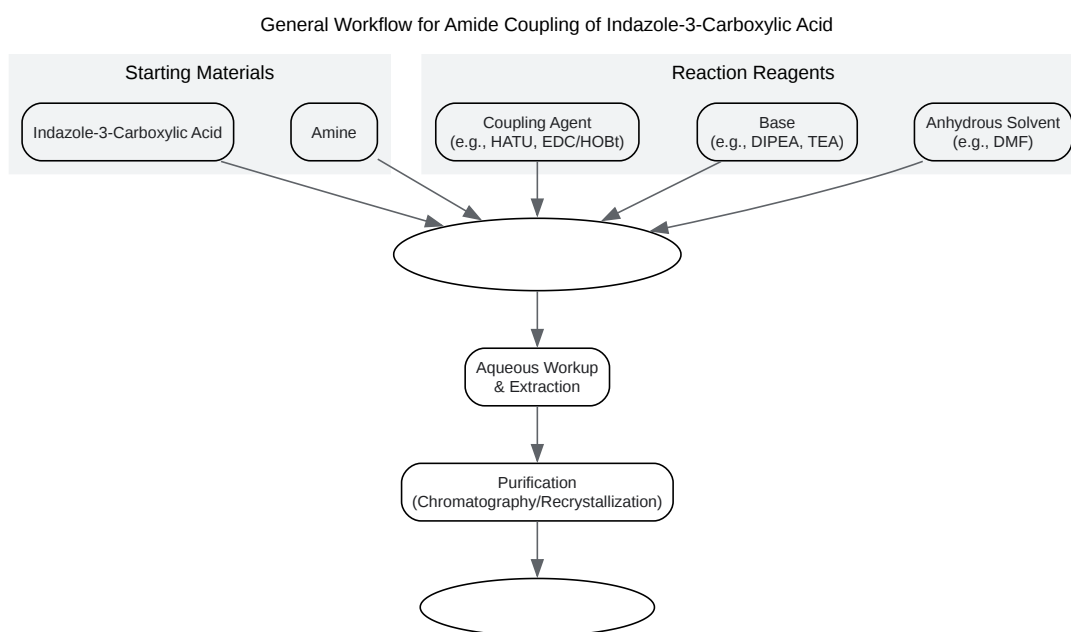 General Workflow for Amide Coupling of Indazole-3-Carboxylic Acid
Starting Materials
Reaction Reagents
Indazole-3-Carboxylic Acid
Amine
Coupling Agent
(e.g., HATU, EDC/HOBt)
Base
(e.g., DIPEA, TEA)
Anhydrous Solvent
(e.g., DMF)
Aqueous Workup
& Extraction
Purification
(Chromatography/Recrystallization)